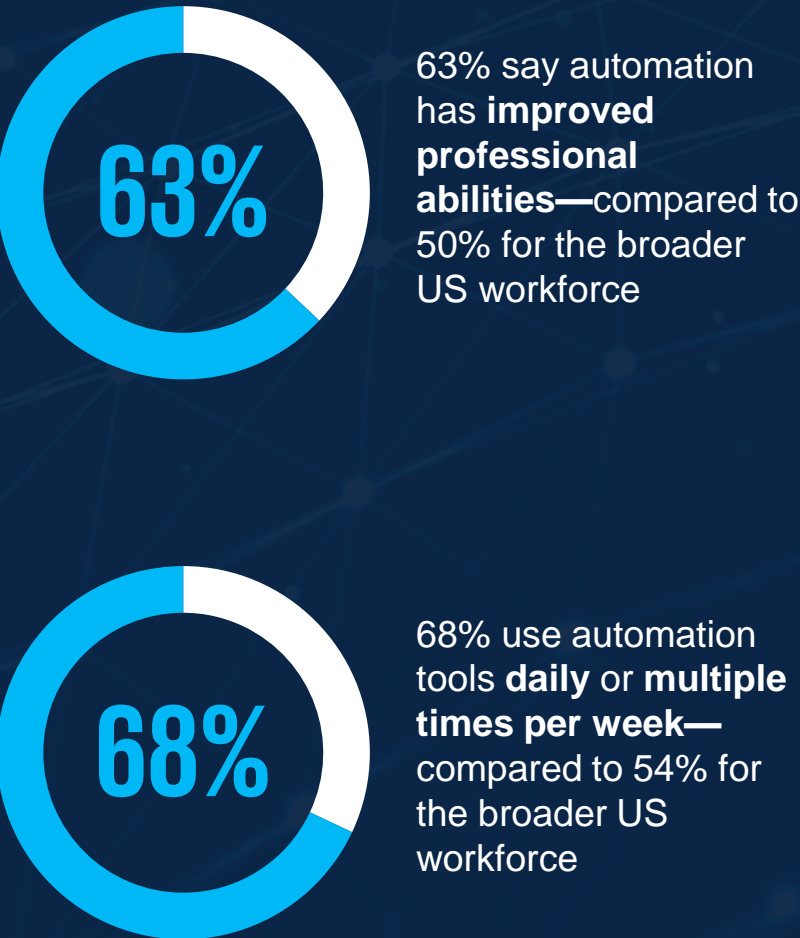 63%
63% say automation
has improved
professional
abilities—compared to
50% for the broader
US workforce
68%
68% use automation
tools daily or multiple
times per week—
compared to 54% for
the broader US
workforce